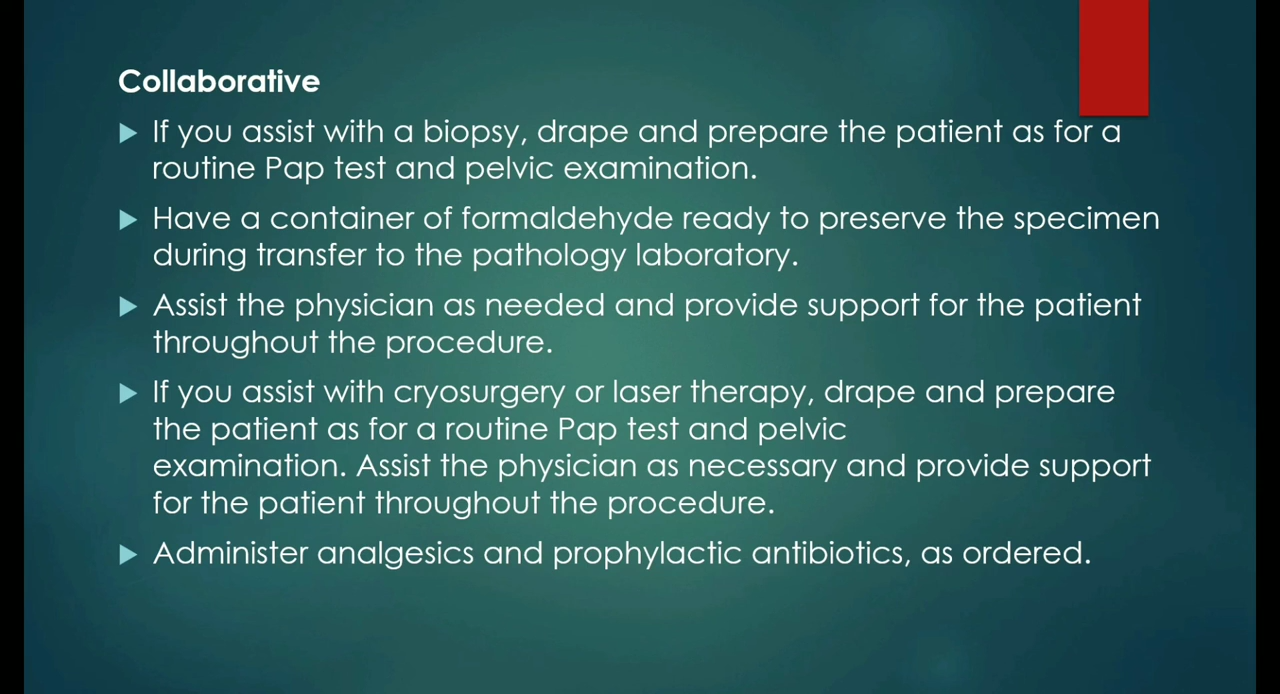 Collaborative
If you assist with a biopsy, drape and prepare the patient as for a
routine Pap test and pelvic examination.
Have a container of formaldehyde ready to preserve the specimen
during transfer to the pathology laboratory.
Assist the physician as needed and provide support for the patient
throughout the procedure.
If you assist with cryosurgery or laser therapy, drape and prepare
the patient as for a routine Pap test and pelvic
examination. Assist the physician as necessary and provide support
for the patient throughout the procedure.
Administer analgesics and prophylactic antibiotics, as ordered.